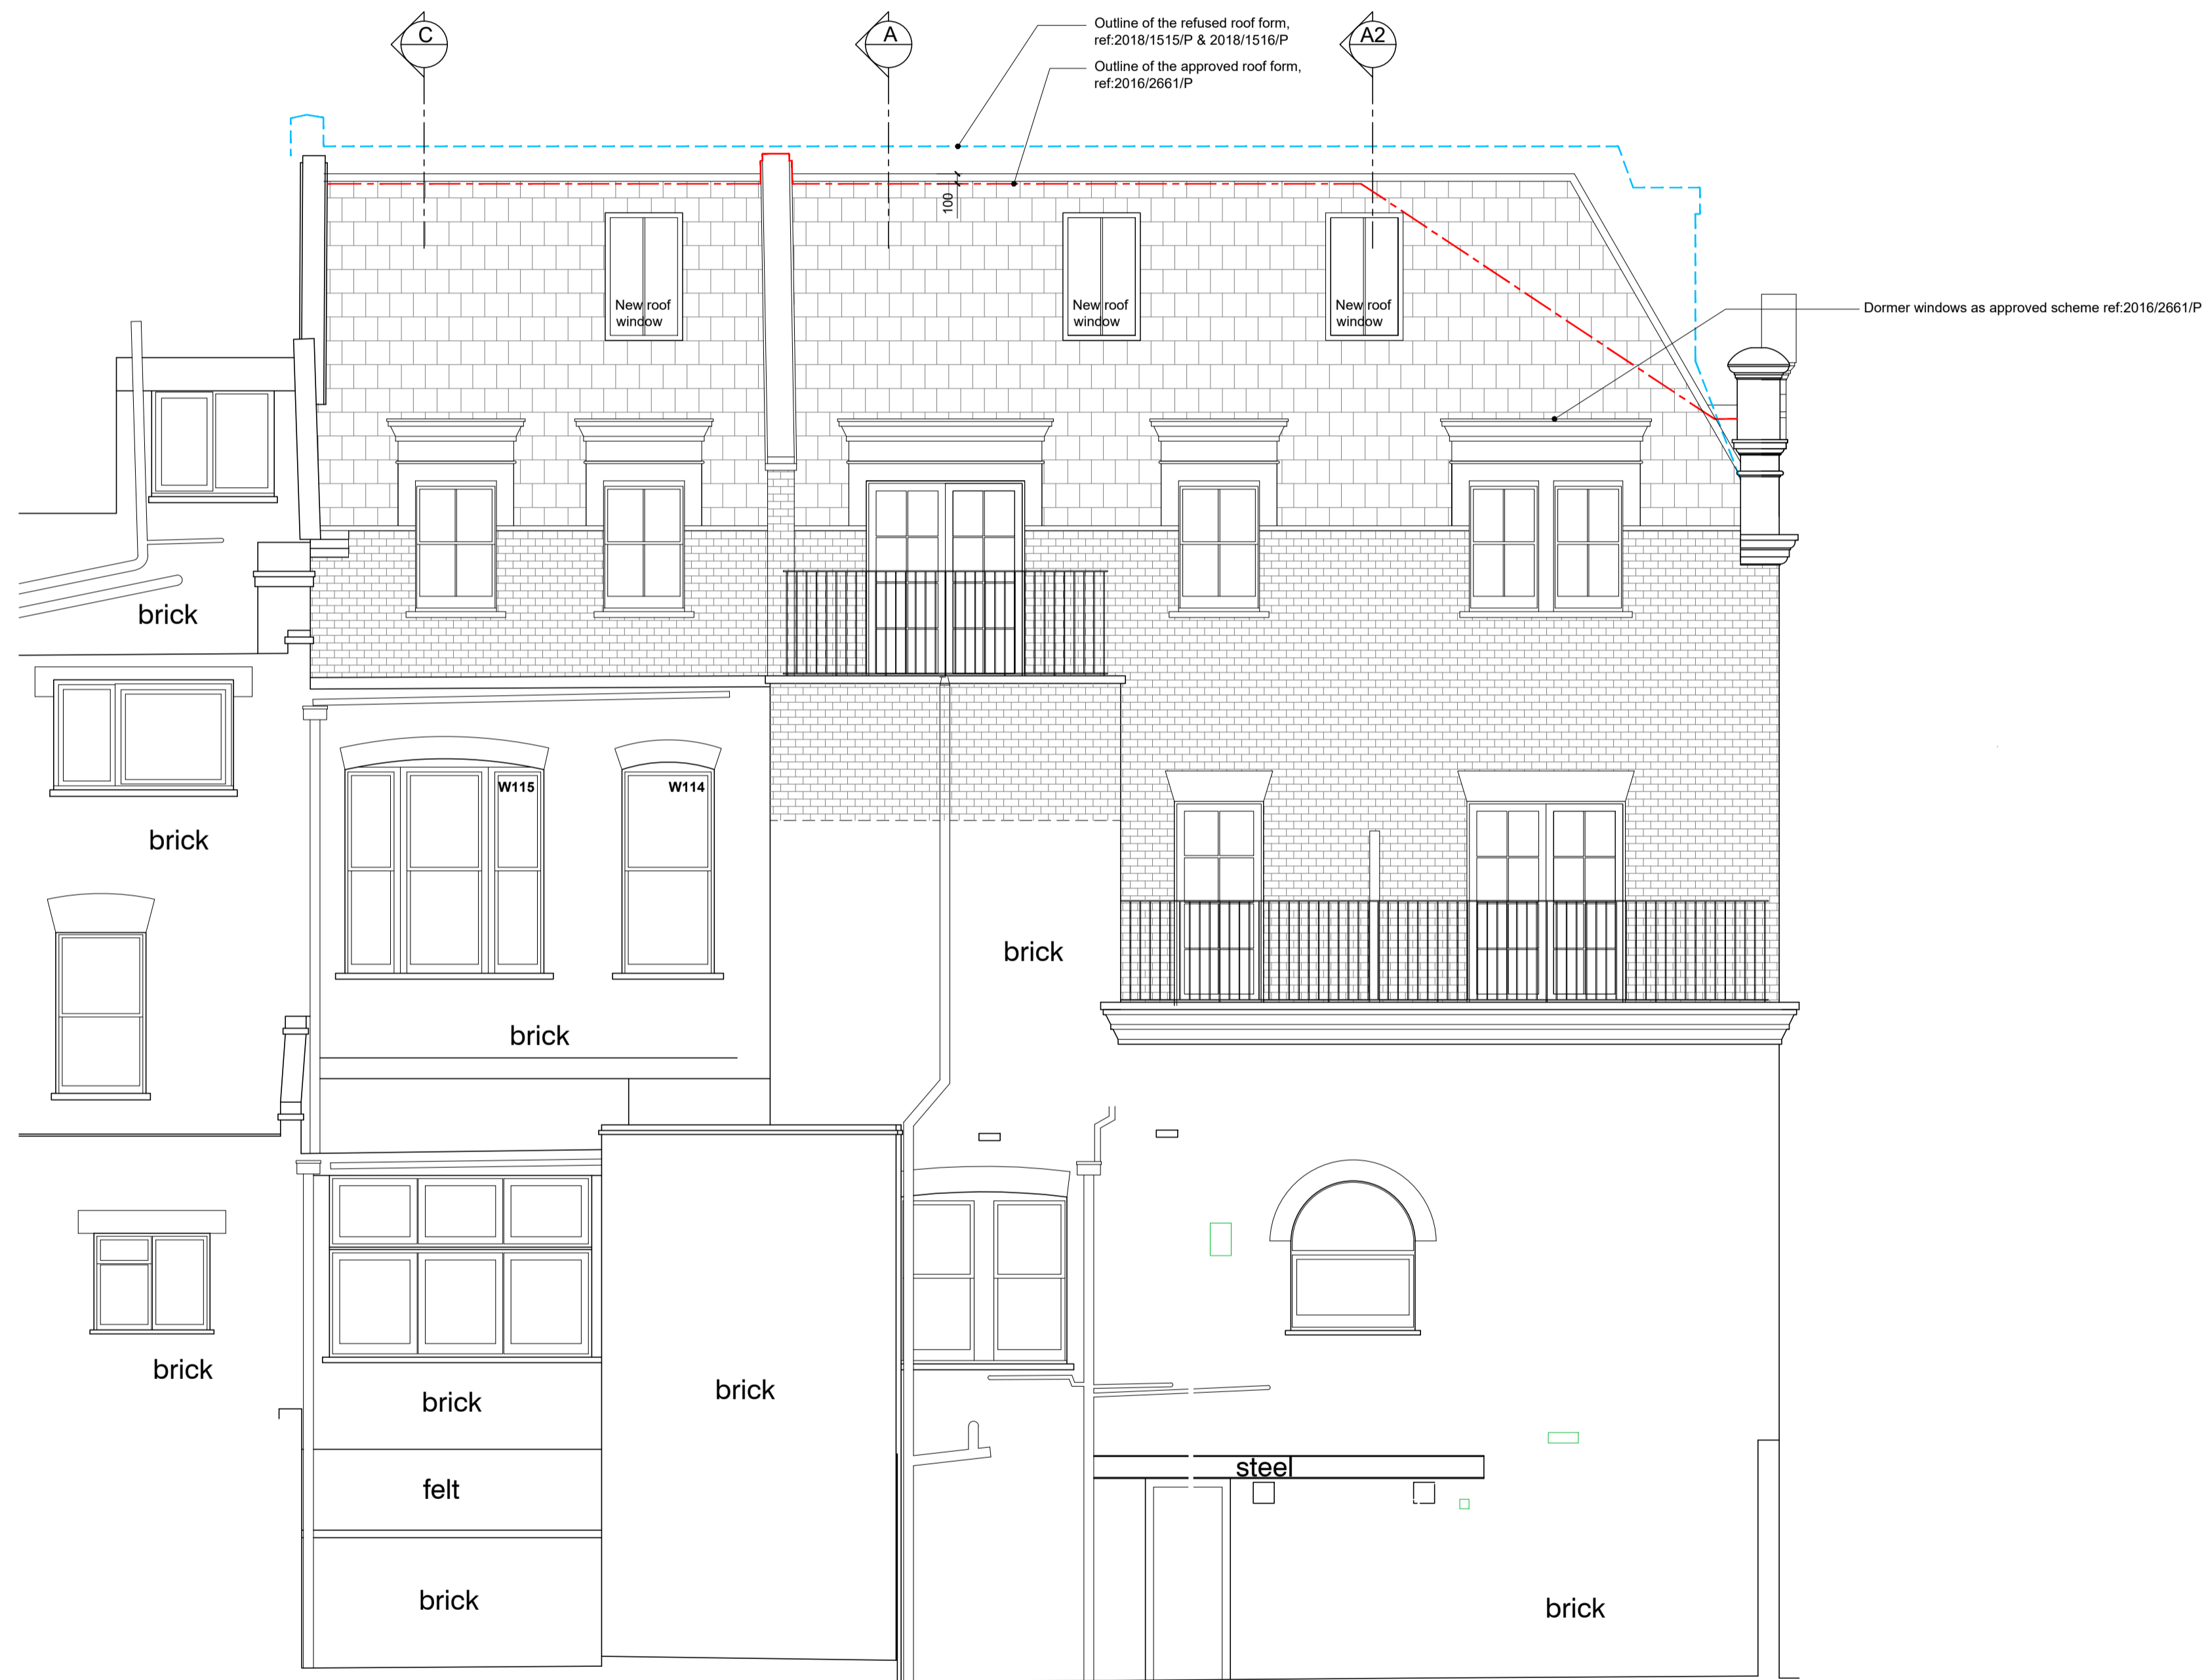 C
A
A2
Outline of the refused roof form,
ref:2018/1515/P & 2018/1516/P
Outline of the approved roof form,
ref:2016/2661/P
100
New roof
window
New roof
window
New roof
window
Dormer windows as approved scheme ref:2016/2661/P
brick
W115
W114
brick
brick
brick
brick
brick
brick
steel
felt
brick
brick